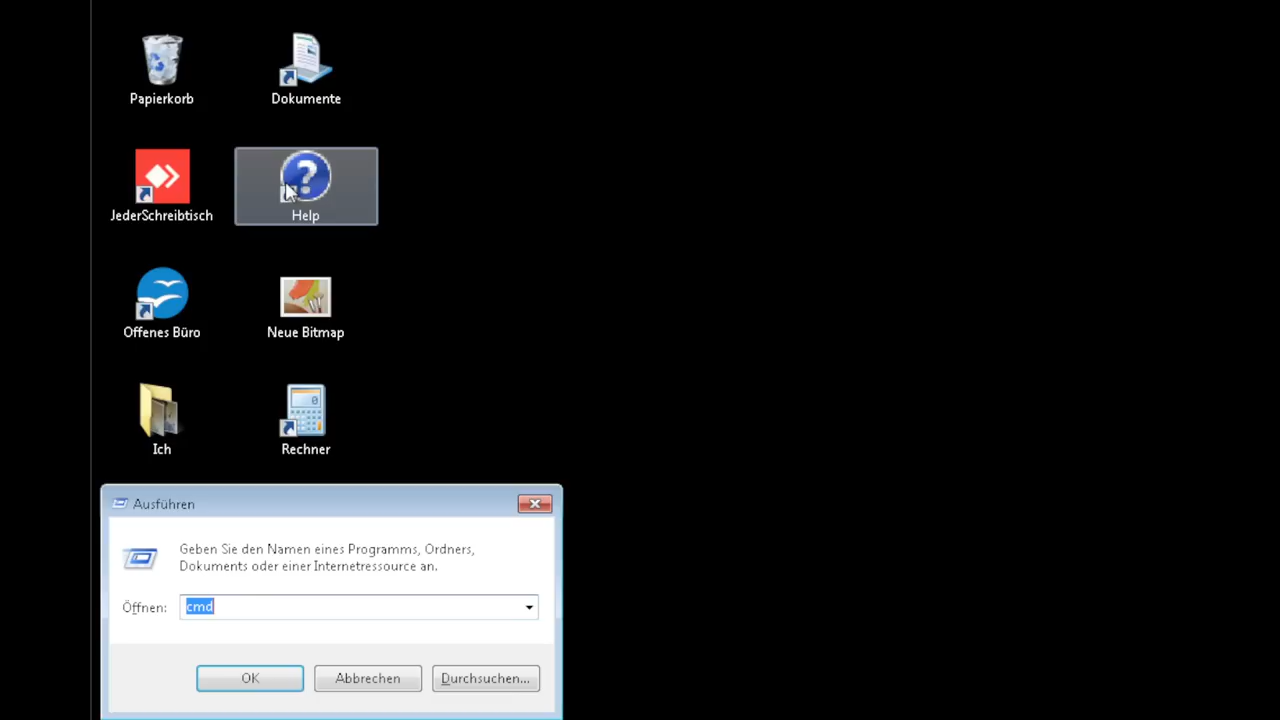 Papierkorb
Dokumente
JederSchreibtisch
Help
Offenes Büro
Neue Bitmap
Ich
Rechner
Ausführen
Geben Sie den Namen eines Programms, Ordners,
Dokuments oder einer Internetressource an.
Öffnen: cmd
OK
Abbrechen
Durchsuchen...